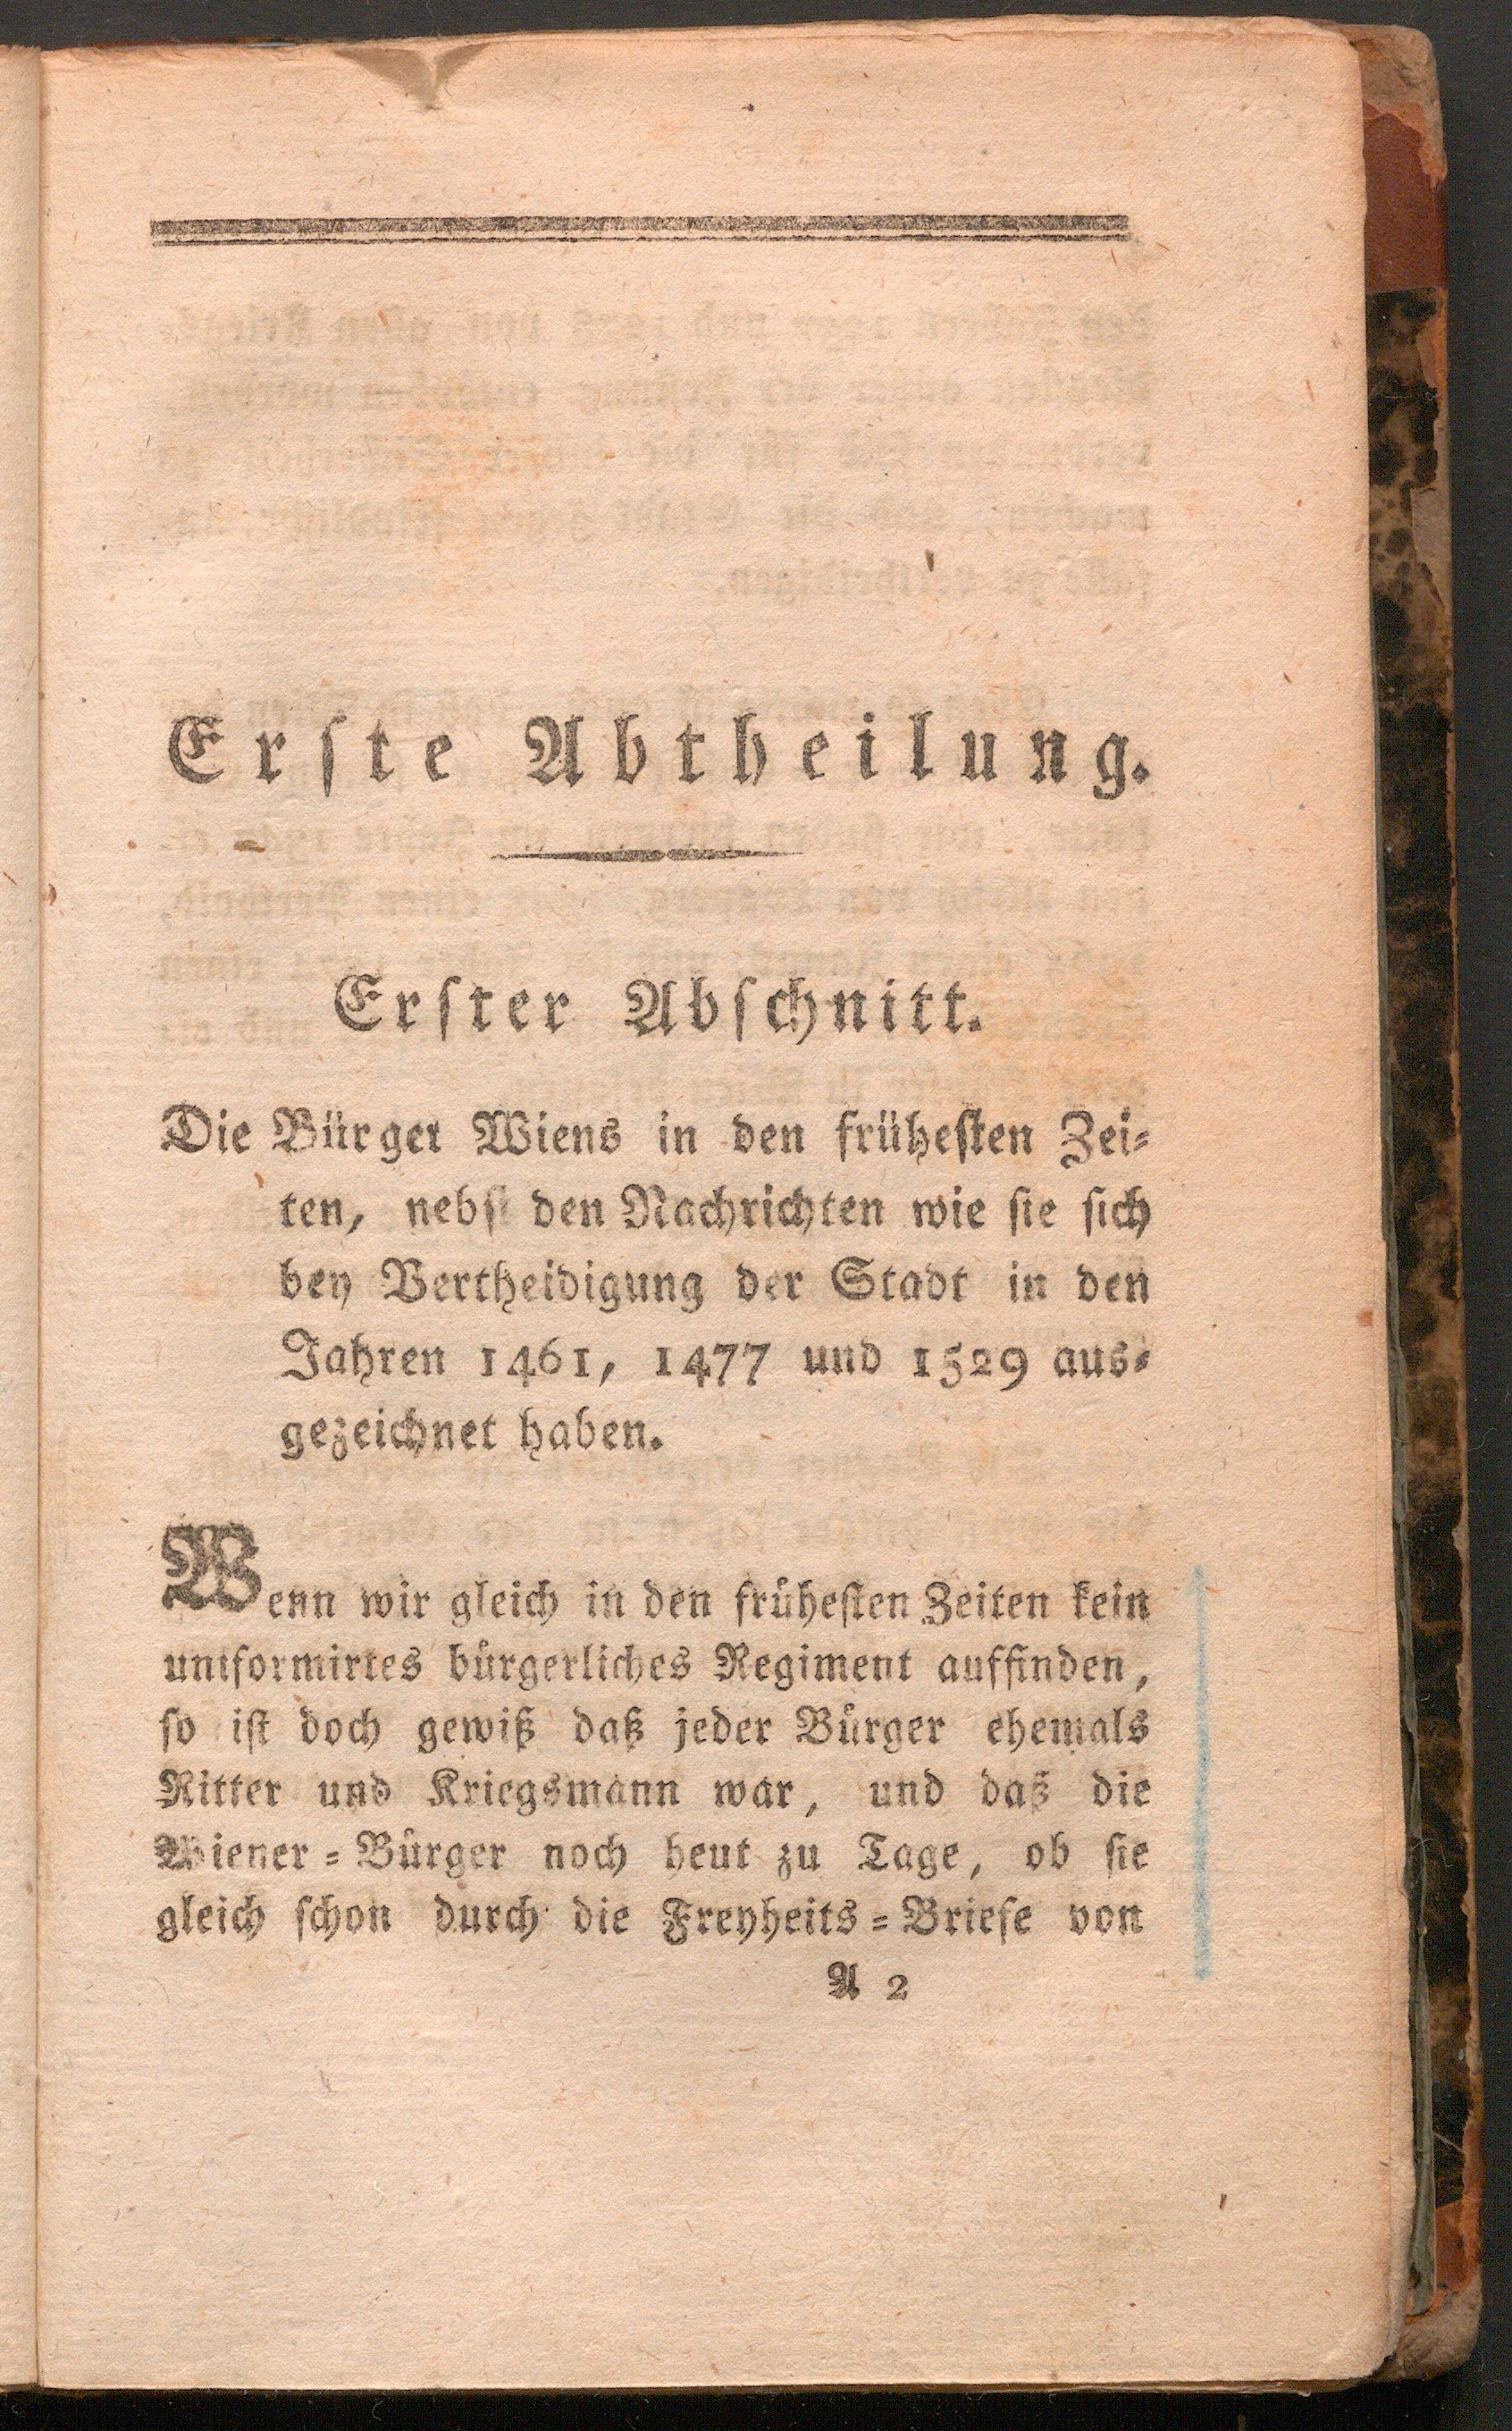 Erste Abtheilung.
Erster Abschnitt.
Die Bürger Wiens in den frühesten Zei-
ten, nebst den Nachrichten wie sie sich
bey Vertheidigung der Stadt in den
Jahren 1461, 1477 und 1529 aus-
gezeichnet haben.
Wenn wir gleich in den frühesten Zeiten kein
uniformirtes bürgerliches Regiment auffinden,
so ist doch gewiß daß jeder Bürger ehemals
Ritter und Kriegsmann war, und daß die
Wiener-Bürger noch heut zu Tage, ob sie
gleich schon durch die Freyheits-Briefe von
A 2